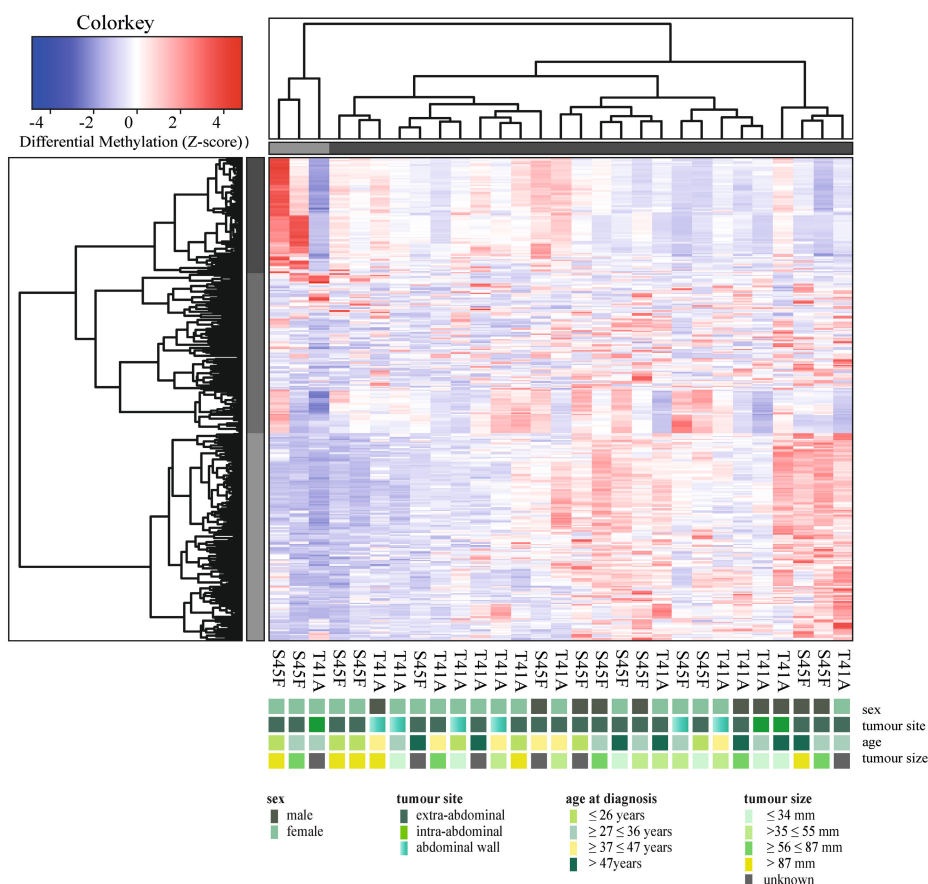 Colorkey
-4 -2 0 2 4
Differential Methylation (Z-score))
S45F S45F T41A S45F S45F T41A T41A S45F T41A T41A T41A T41A T41A S45F T41A S45F S45F S45F S45F T41A S45F S45F T41A T41A T41A T41A S45F S45F T41A
sex
tumour site
age
tumour size
sex
male
female
tumour site
extra-abdominal
intra-abdominal
abdominal wall
age at diagnosis
≤ 26 years
≥ 27 ≤ 36 years
≥ 37 ≤ 47 years
> 47years
tumour size
≤ 34 mm
>35 ≤ 55 mm
≥ 56 ≤ 87 mm
> 87 mm
unknown